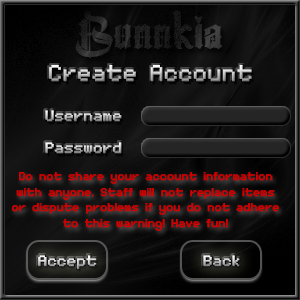 Bunnkia
Create Account
Username
Password
Do not share your account information
with anyone. Staff will not replace items
or dispute problems if you do not adhere
to this warning! Have fun!
Accept
Back